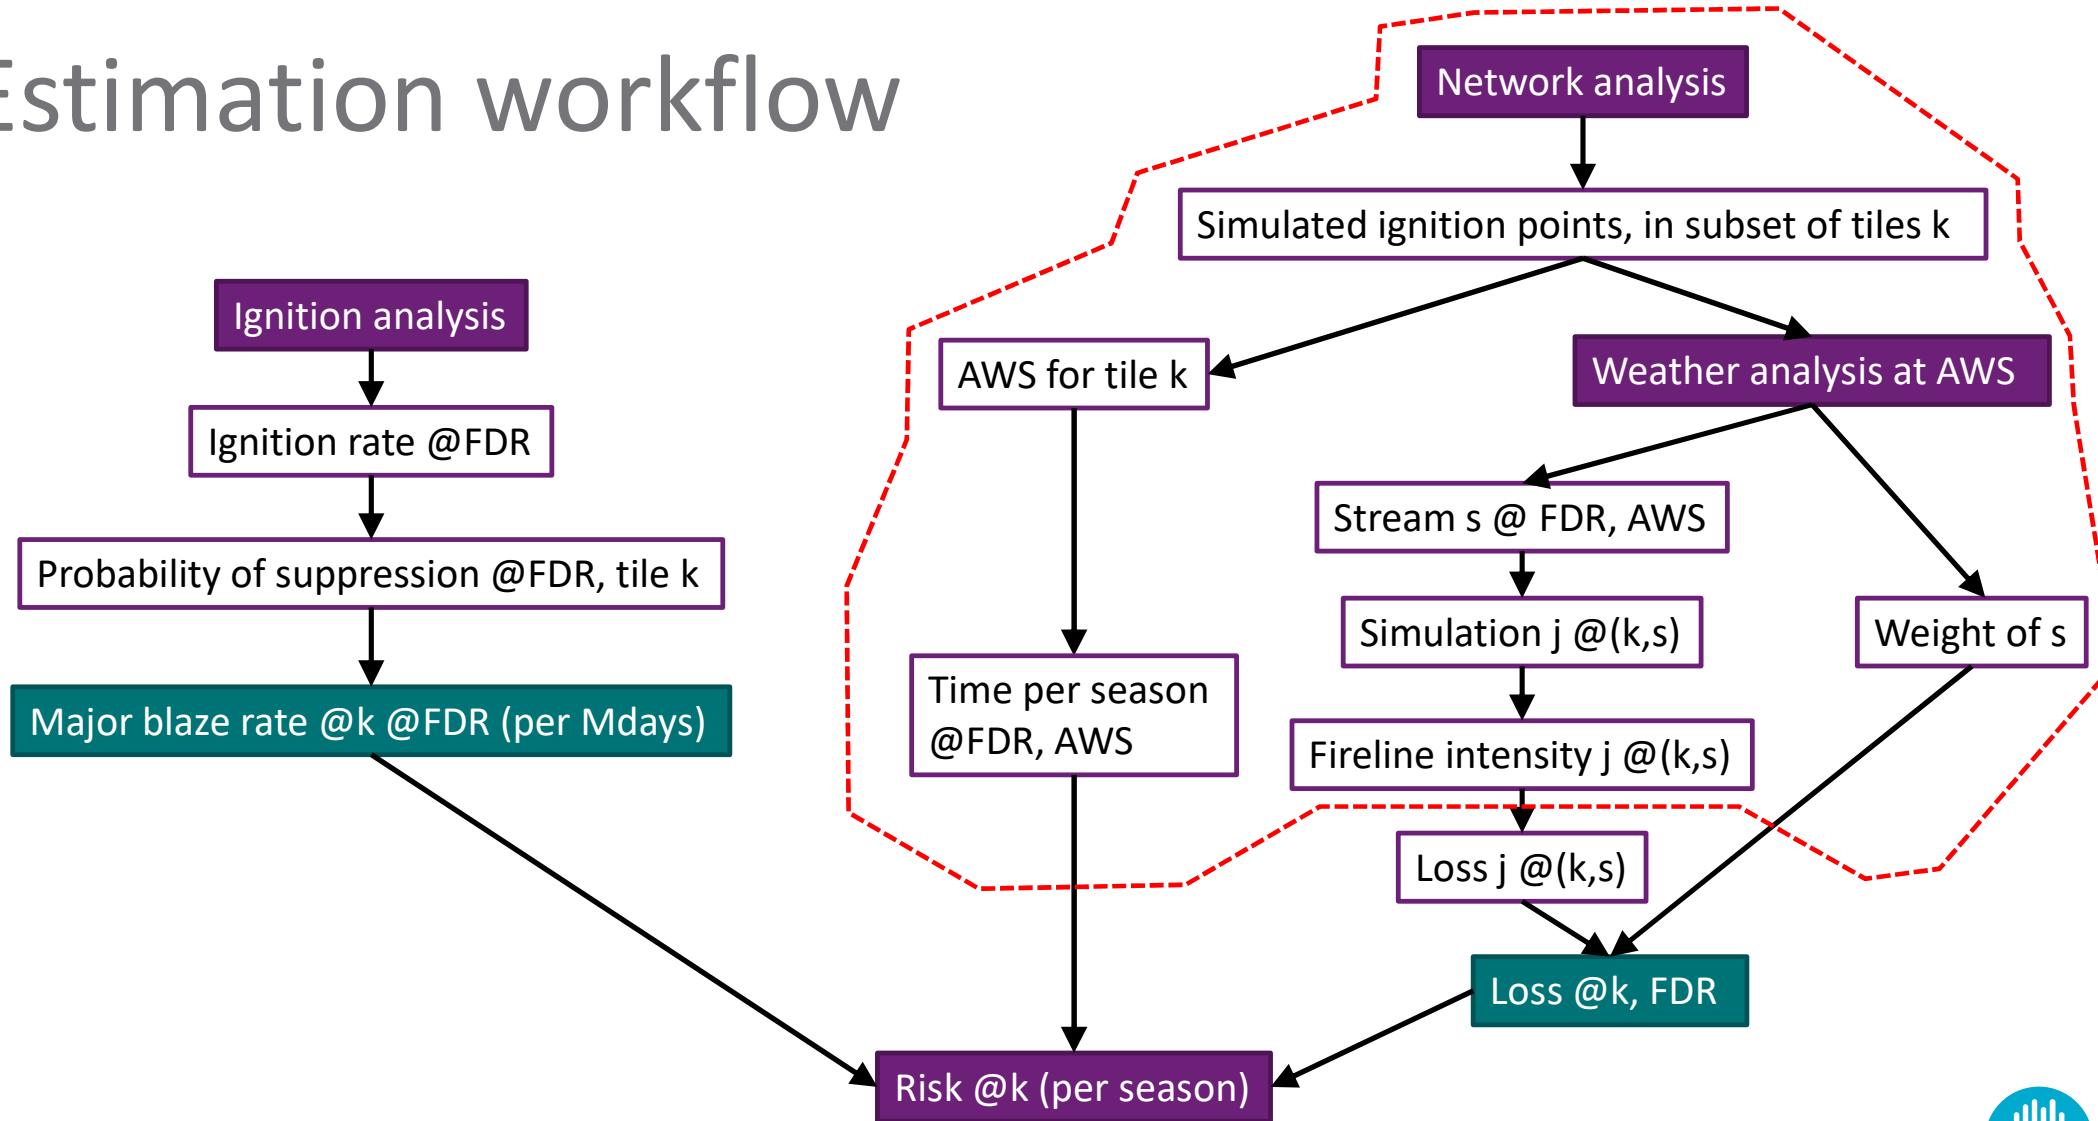 Estimation workflow
Network analysis
Simulated ignition points, in subset of tiles k
Ignition analysis
AWS for tile k
Weather analysis at AWS
Ignition rate @FDR
Stream s @ FDR, AWS
Probability of suppression @FDR, tile k
Simulation j @(k,s)
Weight of s
Major blaze rate @k @FDR (per Mdays)
Time per season
@FDR, AWS
Fireline intensity j @(k,s)
Loss j @(k,s)
Loss @k, FDR
Risk @k (per season)